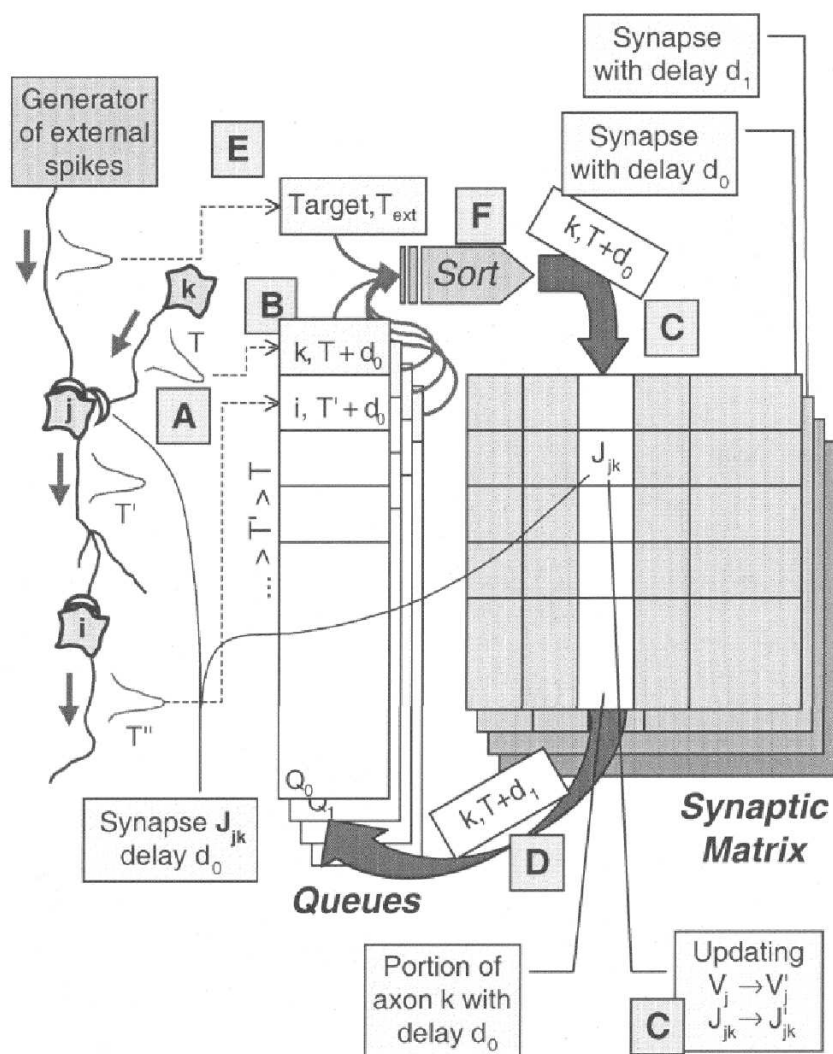 Synapse
with delay d1
Generator
of external
spikes
E
Synapse
with delay d0
Target,Text
F
k,T+d0
Sort
k
B
C
T
k, T + d0
A
i, T' + d0
j
Jjk
T'
... > T' > T
i
T"
Q0
Q1
k,T+d1
Synaptic
Matrix
Synapse Jjk
delay d0
D
Queues
Portion of
axon k with
delay d0
Updating
Vj → V'j
Jjk → J'jk
C